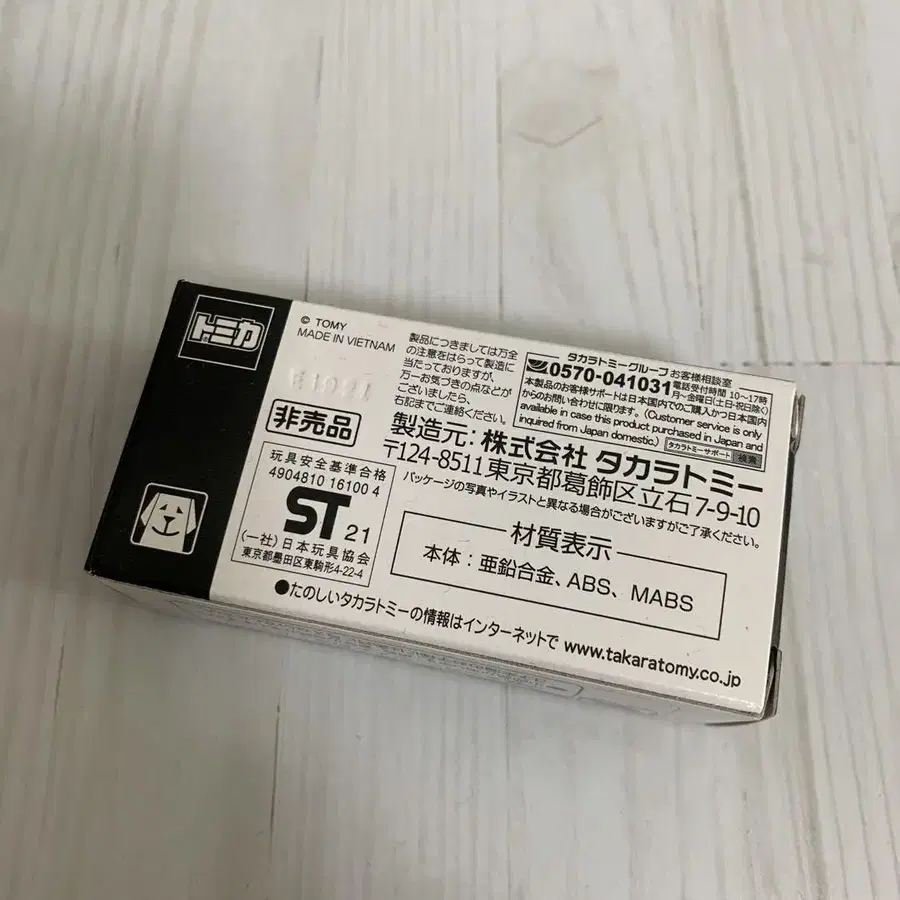 トミカ
© TOMY
MADE IN VIETNAM
非売品
玩具安全基準合格
4904810 16100 4
ST 21
(一社)日本玩具協会
東京都墨田区東駒形4-22-4
製品につきましては万全
の注意をはらって製造に
当たっておりますが、
万一お気づきの点などが
ございましたら、
右記までご連絡ください。
タカラトミーグループ お客様相談室
0570-041031 電話受付時間 10〜17時
月〜金曜日(土日・祝日除く)
本製品のお客様サポートは日本国内でのご購入かつ日本国内
からのお問い合わせに限ります。(Customer service is only
available in case this product purchased in Japan and
inquired from Japan domestic.) タカラトミーサポート 検索
製造元: 株式会社 タカラトミー
〒124-8511東京都葛飾区立石7-9-10
パッケージの写真やイラストと異なる場合がございますがご了承ください。
材質表示
本体:亜鉛合金、ABS、MABS
●たのしいタカラトミーの情報はインターネットで www.takaratomy.co.jp